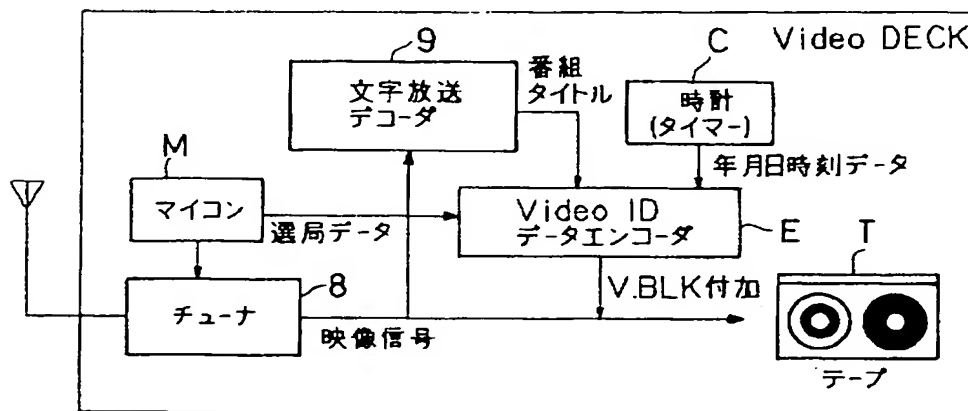 Video DECK
9
C
文字放送
デコーダ
番組
タイトル
時計
(タイマー)
M
年月日時刻データ
マイコン
選局データ
Video ID
データエンコーダ
E
T
8
チューナ
映像信号
V.BLK付加
テープ